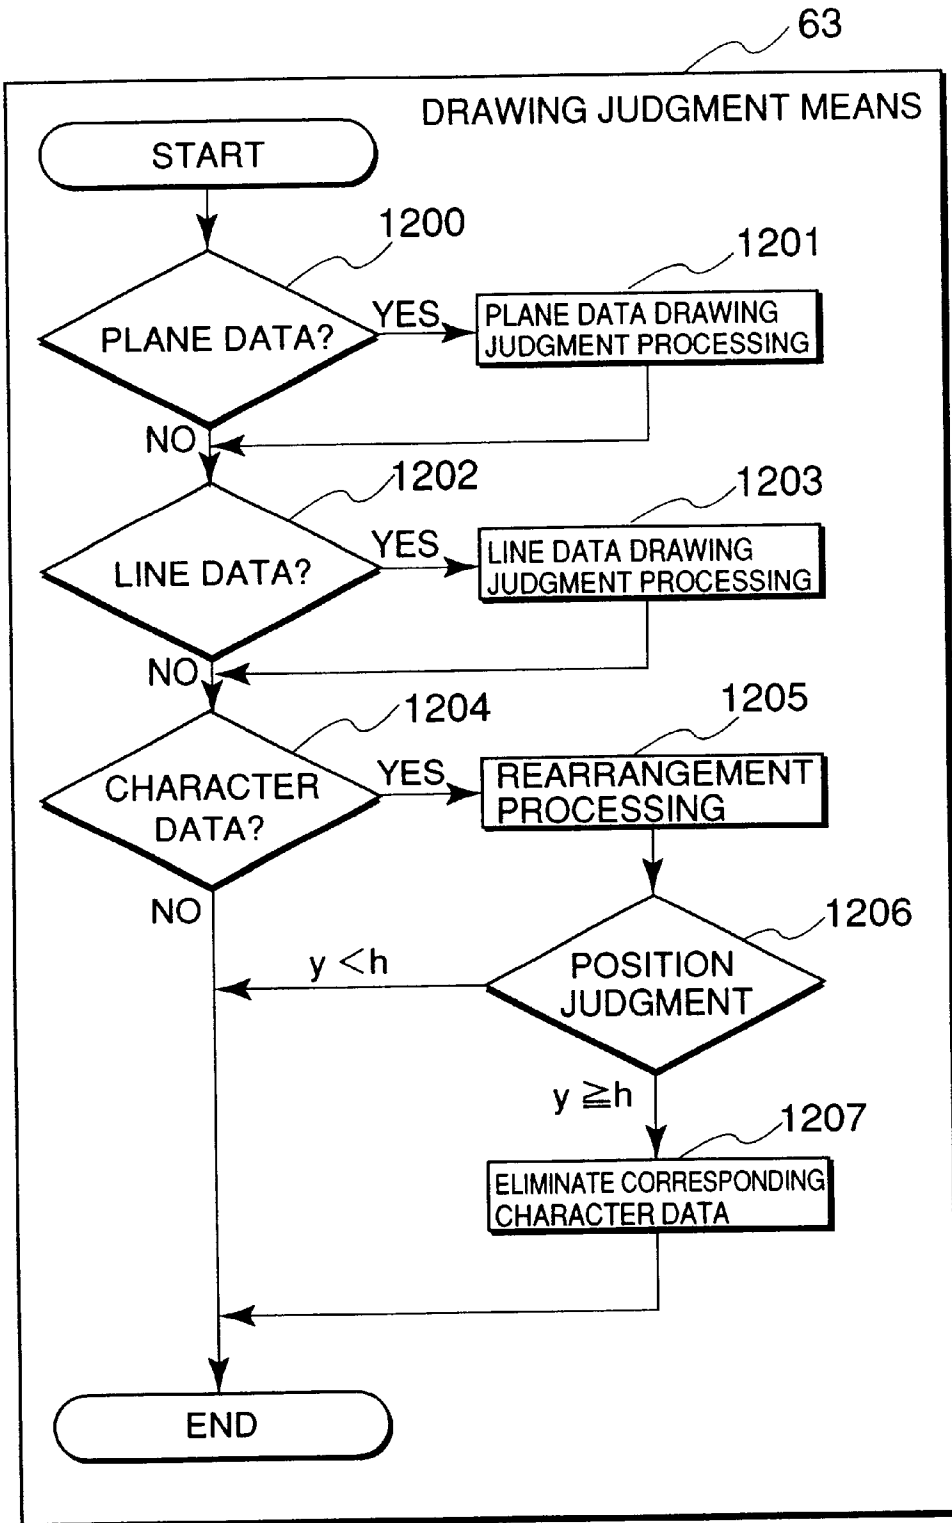 63
DRAWING JUDGMENT MEANS
START
1200
PLANE DATA?
YES
1201
PLANE DATA DRAWING
JUDGMENT PROCESSING
NO
1202
LINE DATA?
YES
1203
LINE DATA DRAWING
JUDGMENT PROCESSING
NO
1204
CHARACTER
DATA?
YES
1205
REARRANGEMENT
PROCESSING
NO
1206
POSITION
JUDGMENT
y <h
y ≧h
1207
ELIMINATE CORRESPONDING
CHARACTER DATA
END